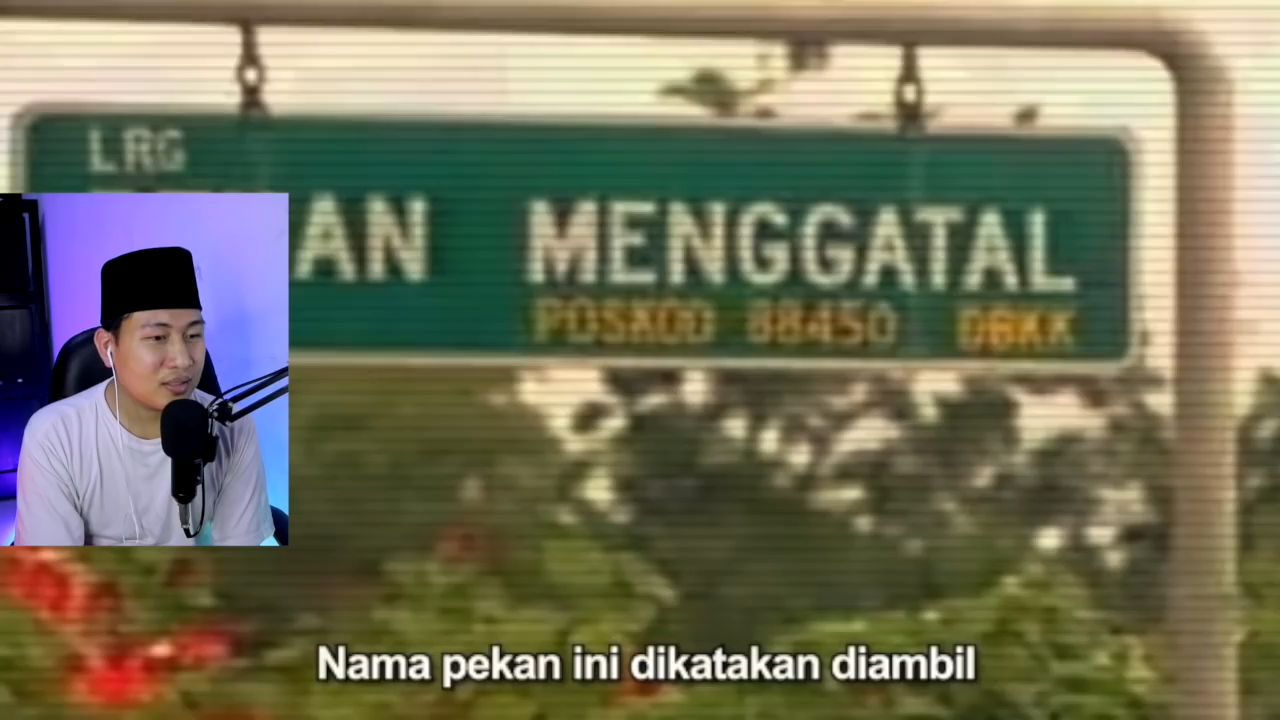 LRG
AN MENGGATAL
POSKOD 88450 DBKK
Nama pekan ini dikatakan diambil